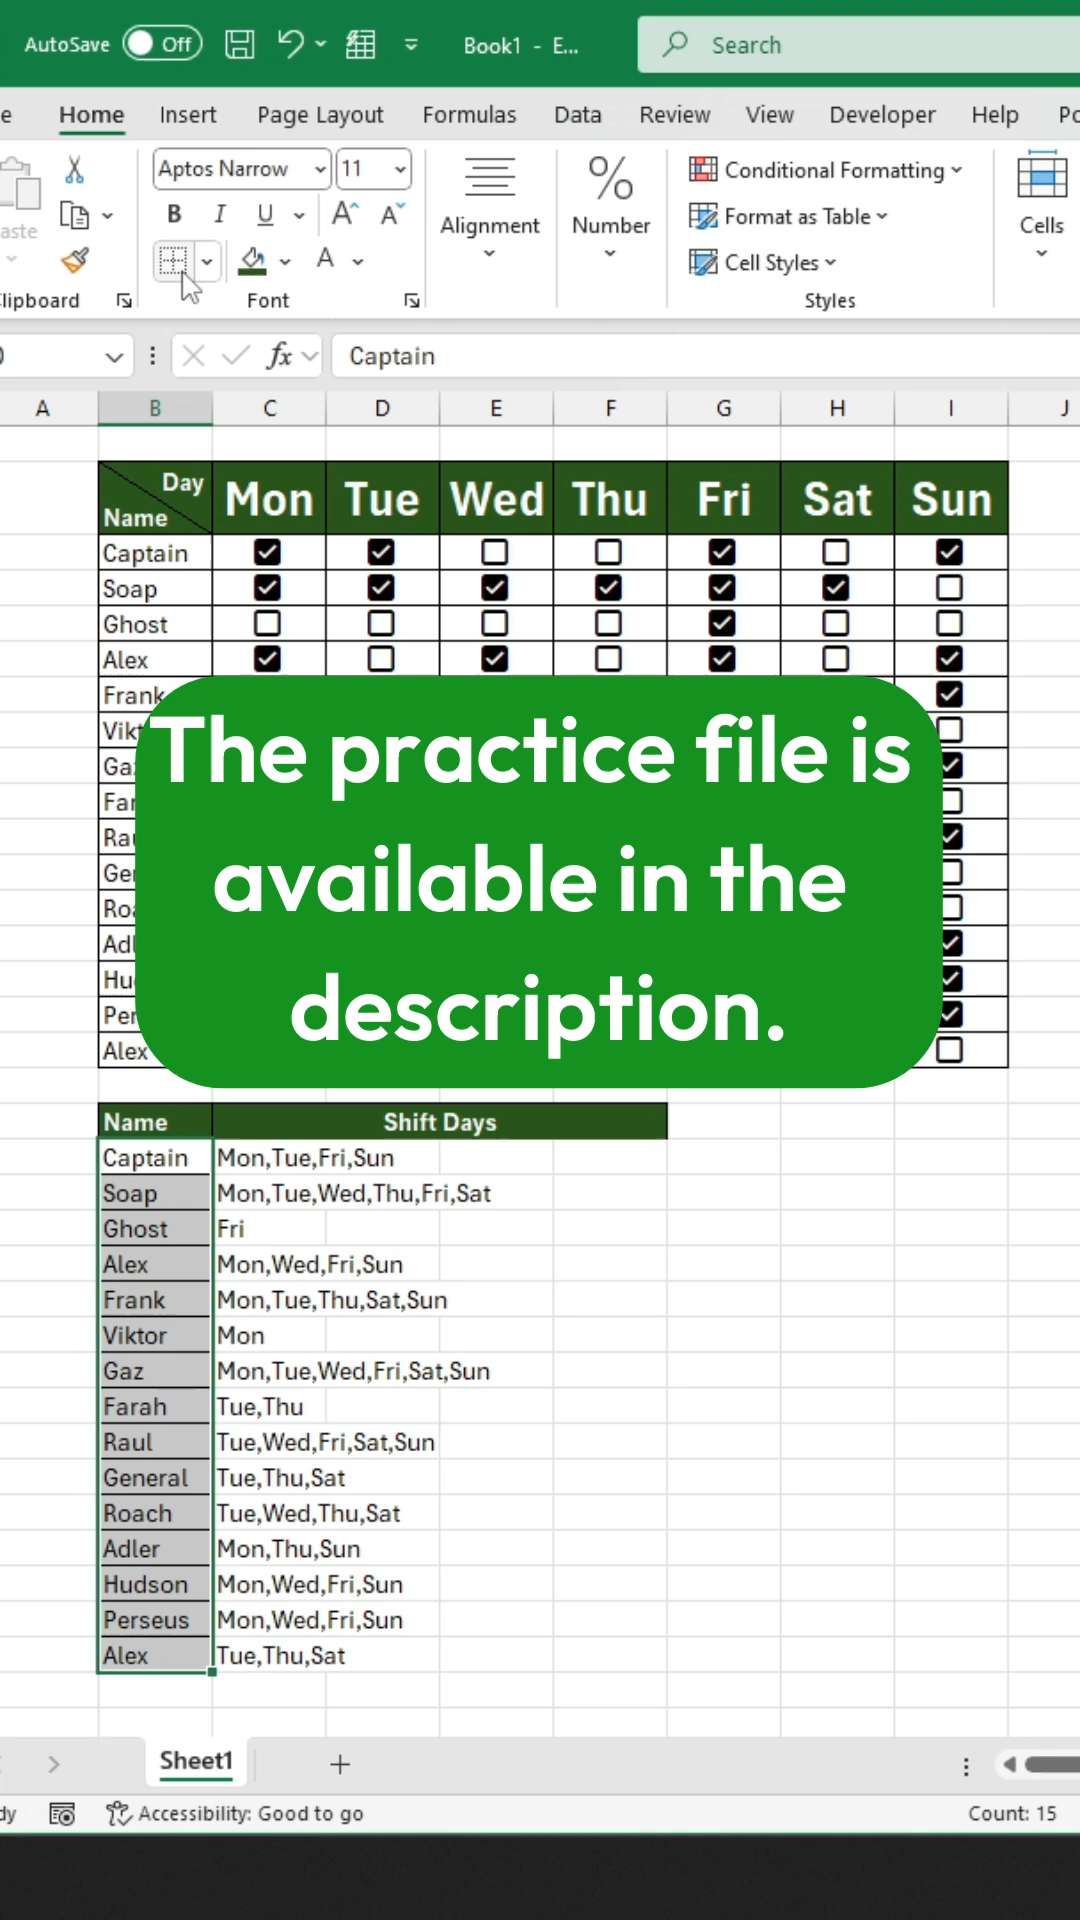 AutoSave Off Book1 - E... Search
Home Insert Page Layout Formulas Data Review View Developer Help
Aptos Narrow 11 Conditional Formatting
B I U A A Alignment Number Format as Table Cells
A Cell Styles
Font Styles
fx Captain
A B C D E F G H I J
Day
Name Mon Tue Wed Thu Fri Sat Sun
Captain
Soap
Ghost
Alex
Frank
The practice file is
available in the
description.
Alex
Name Shift Days
Captain Mon,Tue,Fri,Sun
Soap Mon,Tue,Wed,Thu,Fri,Sat
Ghost Fri
Alex Mon,Wed,Fri,Sun
Frank Mon,Tue,Thu,Sat,Sun
Viktor Mon
Gaz Mon,Tue,Wed,Fri,Sat,Sun
Farah Tue,Thu
Raul Tue,Wed,Fri,Sat,Sun
General Tue,Thu,Sat
Roach Tue,Wed,Thu,Sat
Adler Mon,Thu,Sun
Hudson Mon,Wed,Fri,Sun
Perseus Mon,Wed,Fri,Sun
Alex Tue,Thu,Sat
Sheet1
Accessibility: Good to go Count: 15